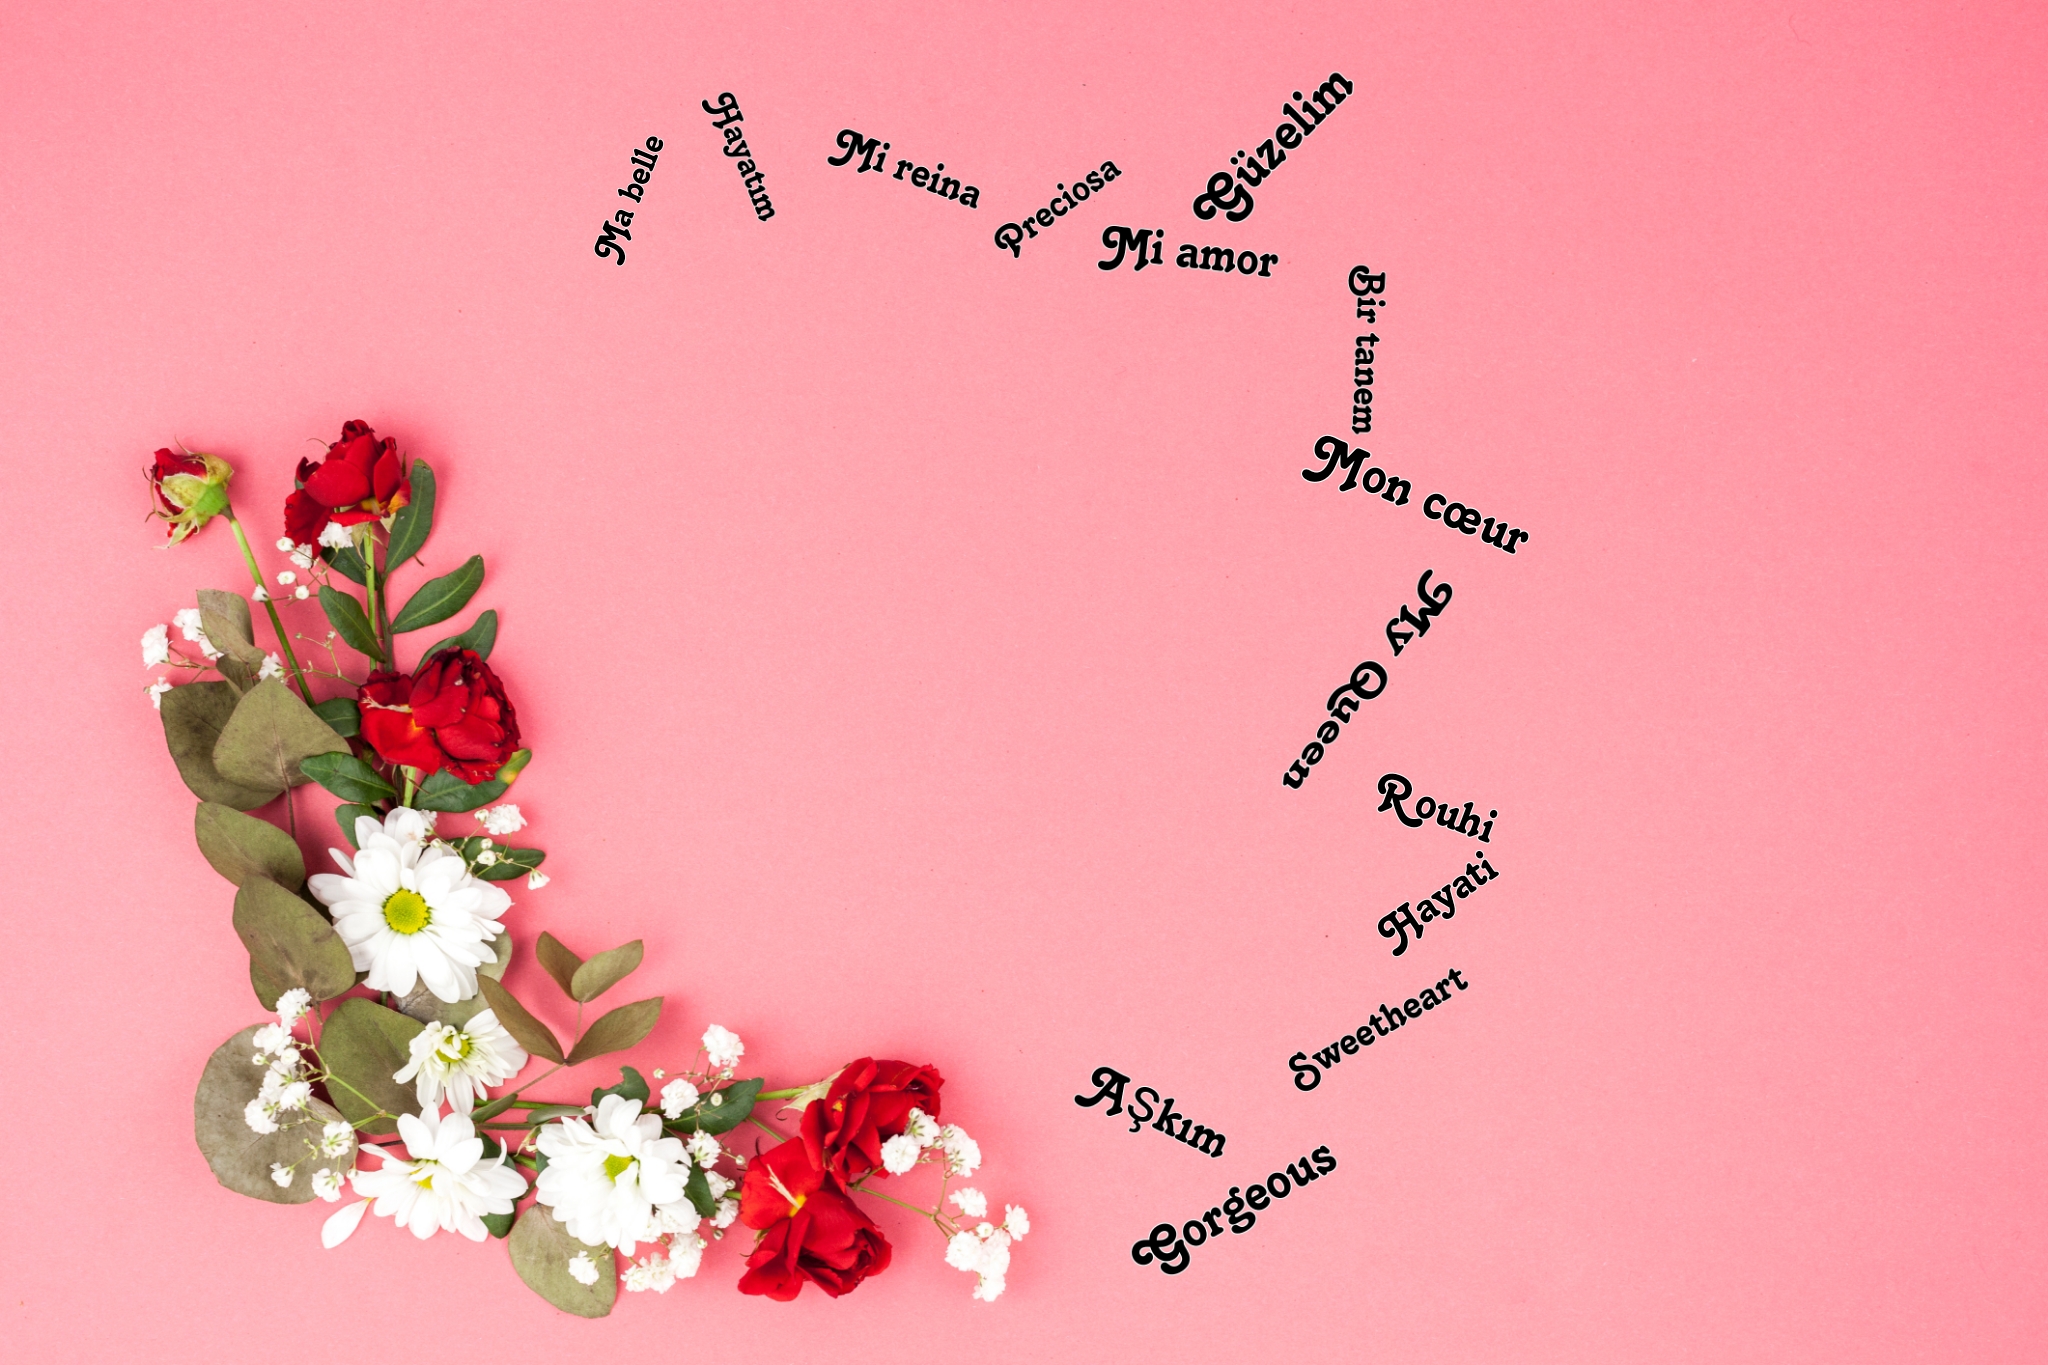 Ma belle
Hayatım
Mi reina
Preciosa
Güzelim
Mi amor
Bir tanem
Mon cœur
My Queen
Rouhi
Hayati
Sweetheart
AŞkım
Gorgeous